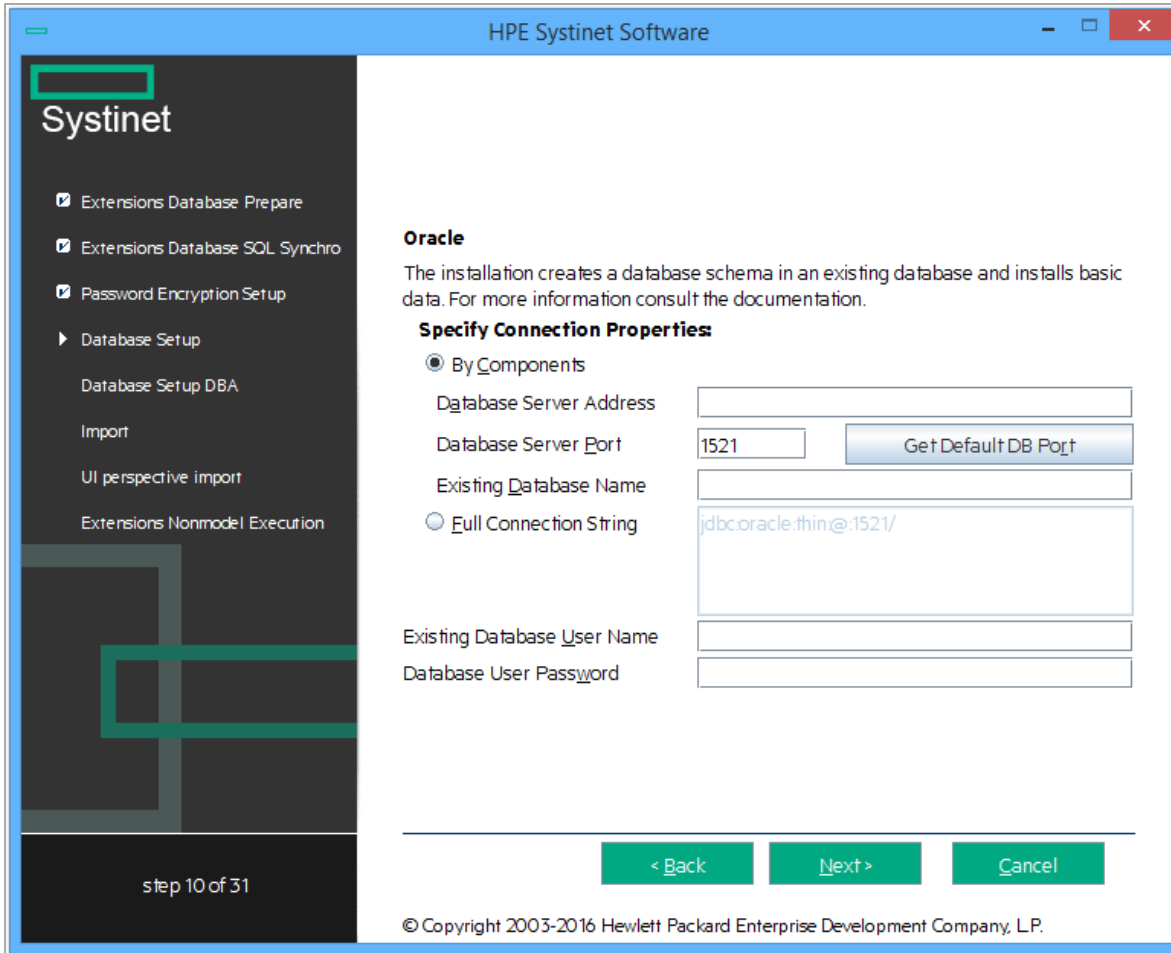 HPE Systinet Software
Systinet
Extensions Database Prepare
Extensions Database SQL Synchro
Password Encryption Setup
Database Setup
Database Setup DBA
Import
UI perspective import
Extensions Nonmodel Execution
step 10 of 31
Oracle
The installation creates a database schema in an existing database and installs basic
data. For more information consult the documentation.
Specify Connection Properties:
By Components
Database Server Address
Database Server Port 1521 Get Default DB Port
Existing Database Name
Full Connection String jdbc:oracle:thin:@:1521/
Existing Database User Name
Database User Password
< Back Next > Cancel
© Copyright 2003-2016 Hewlett Packard Enterprise Development Company, L.P.